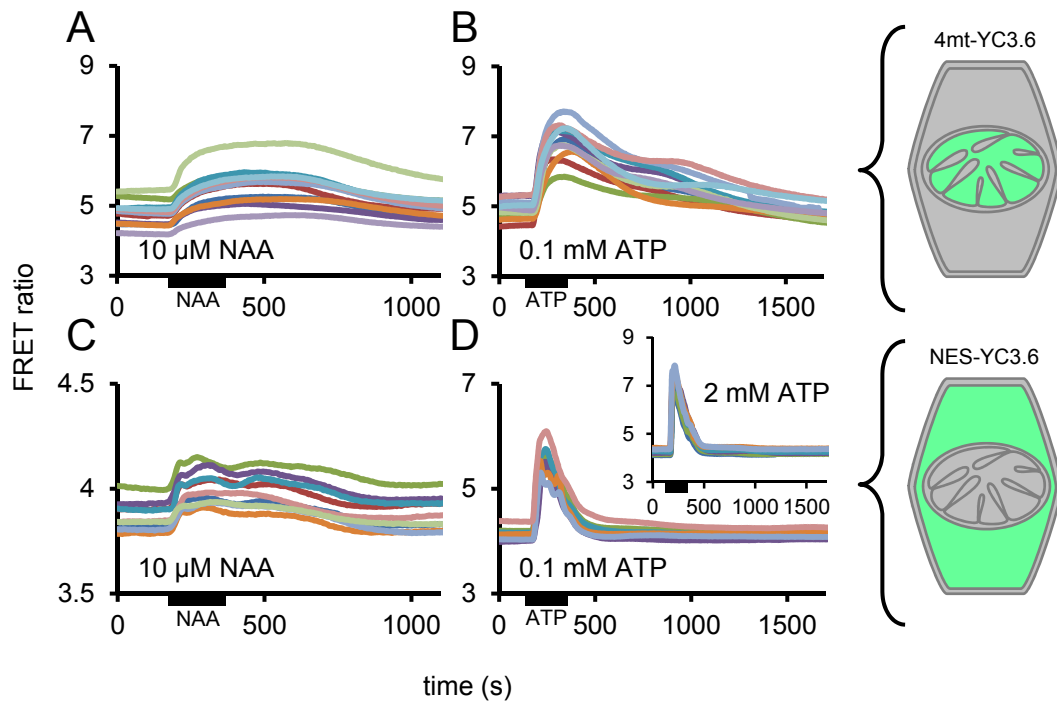 A
B
4mt-YC3.6
9
7
5
3
10 µM NAA
0
NAA
500
1000
9
7
5
3
0.1 mM ATP
0
ATP
500
1000
1500
FRET ratio
C
D
NES-YC3.6
4.5
4
3.5
10 µM NAA
0
NAA
500
1000
7
5
3
0.1 mM ATP
0
ATP
500
1000
1500
9
7
5
3
2 mM ATP
0
500
1000
1500
time (s)